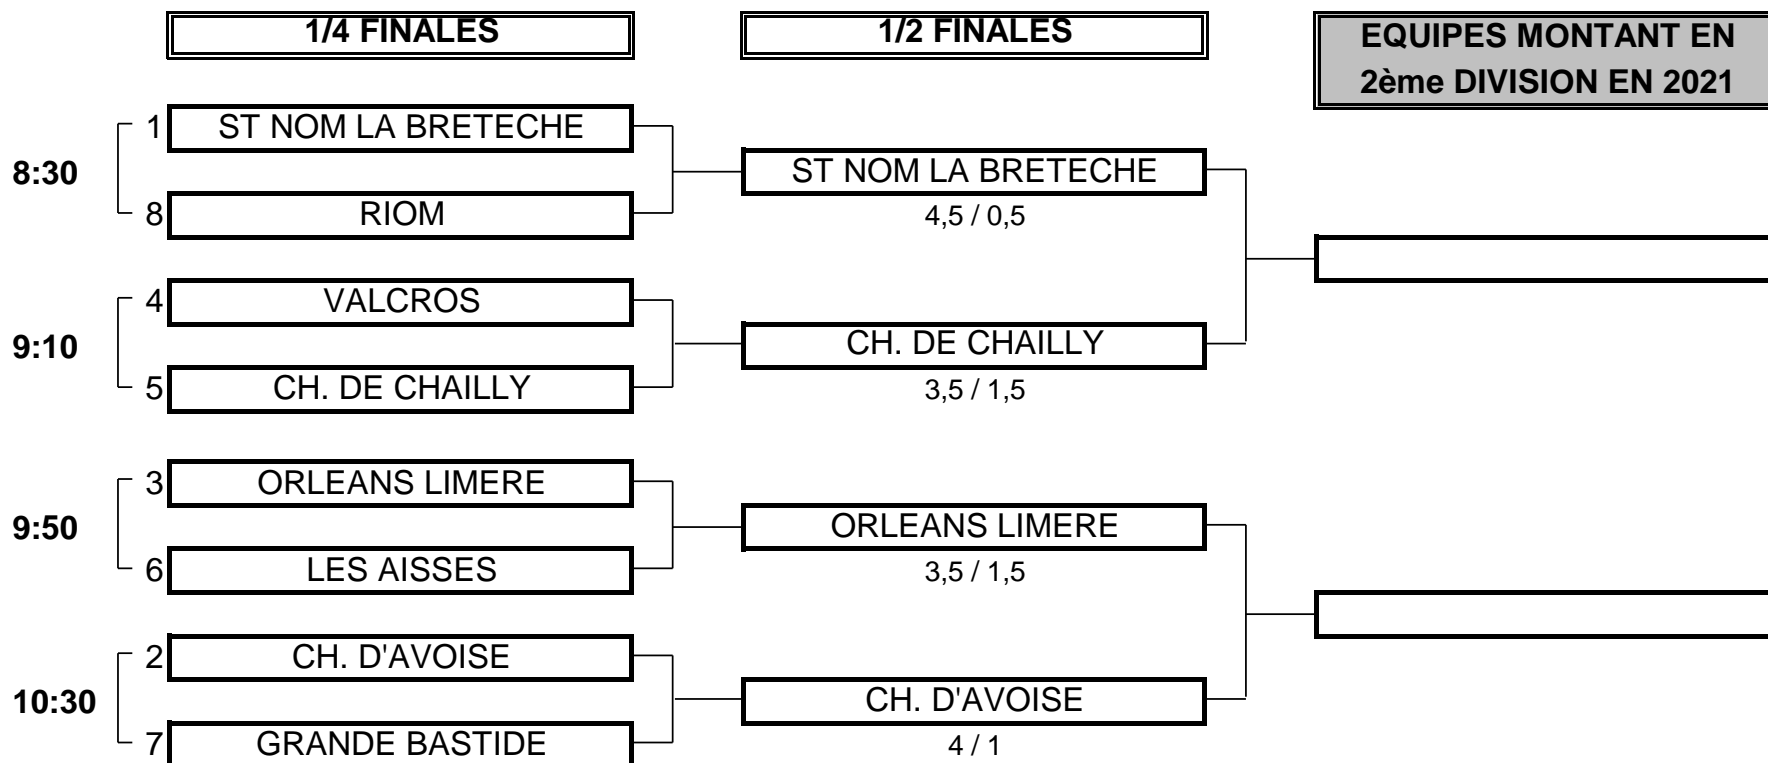 1/4 FINALES
1/2 FINALES
EQUIPES MONTANT EN
2ème DIVISION EN 2021
8:30
1 ST NOM LA BRETECHE
8 RIOM
ST NOM LA BRETECHE
4,5 / 0,5
9:10
4 VALCROS
5 CH. DE CHAILLY
CH. DE CHAILLY
3,5 / 1,5
9:50
3 ORLEANS LIMERE
6 LES AISSES
ORLEANS LIMERE
3,5 / 1,5
10:30
2 CH. D'AVOISE
7 GRANDE BASTIDE
CH. D'AVOISE
4 / 1